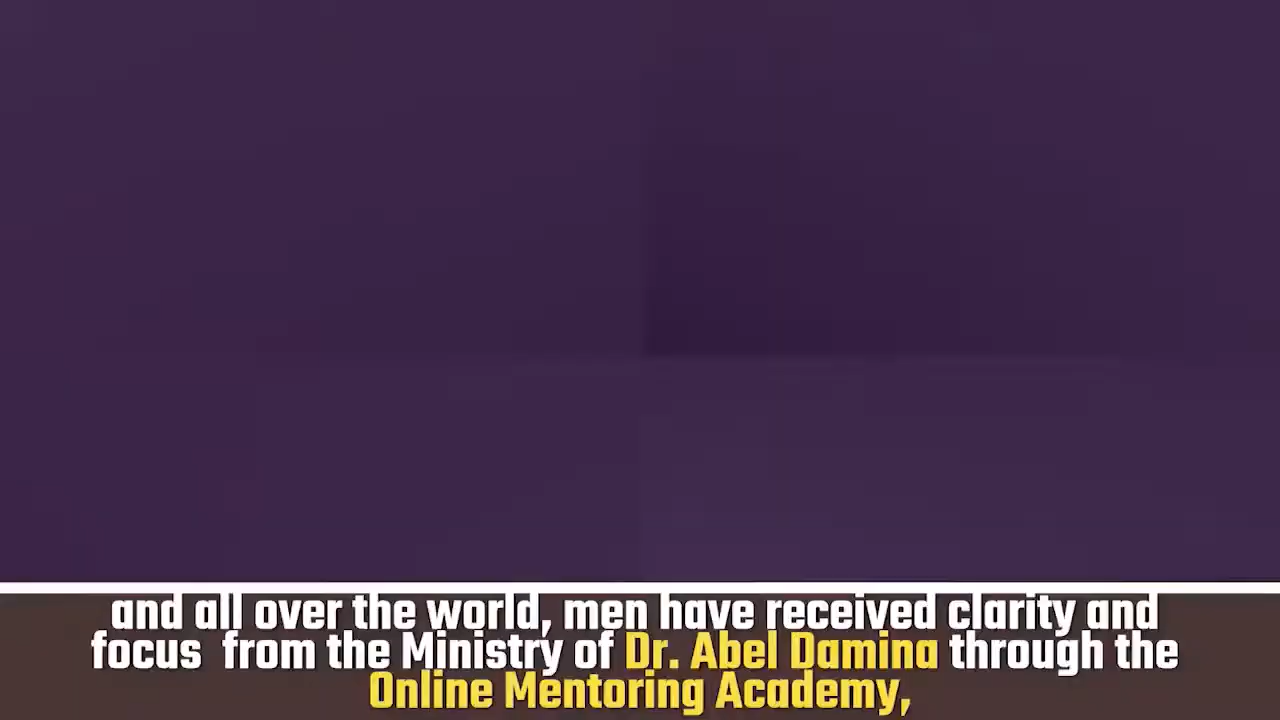 and all over the world, men have received clarity and
focus  from the Ministry of Dr. Abel Damina through the
Online Mentoring Academy,